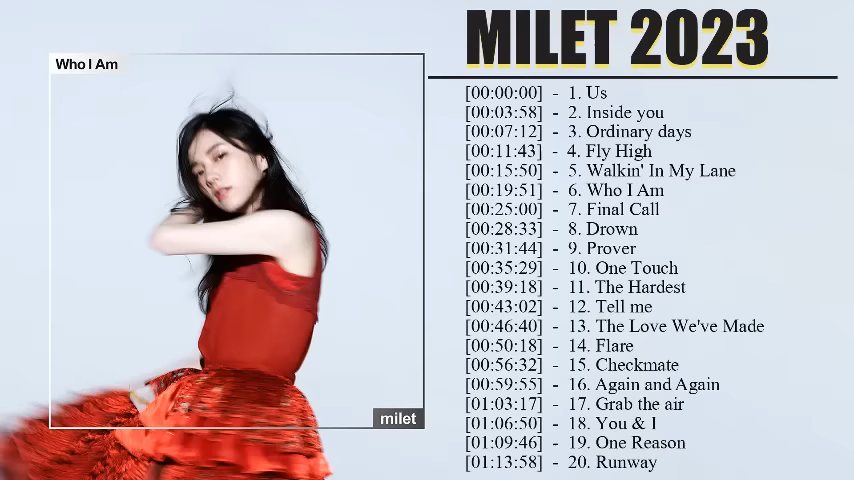 MILET 2023
Who I Am
milet
[00:00:00] - 1. Us
[00:03:58] - 2. Inside you
[00:07:12] - 3. Ordinary days
[00:11:43] - 4. Fly High
[00:15:50] - 5. Walkin' In My Lane
[00:19:51] - 6. Who I Am
[00:25:00] - 7. Final Call
[00:28:33] - 8. Drown
[00:31:44] - 9. Prover
[00:35:29] - 10. One Touch
[00:39:18] - 11. The Hardest
[00:43:02] - 12. Tell me
[00:46:40] - 13. The Love We've Made
[00:50:18] - 14. Flare
[00:56:32] - 15. Checkmate
[00:59:55] - 16. Again and Again
[01:03:17] - 17. Grab the air
[01:06:50] - 18. You & I
[01:09:46] - 19. One Reason
[01:13:58] - 20. Runway